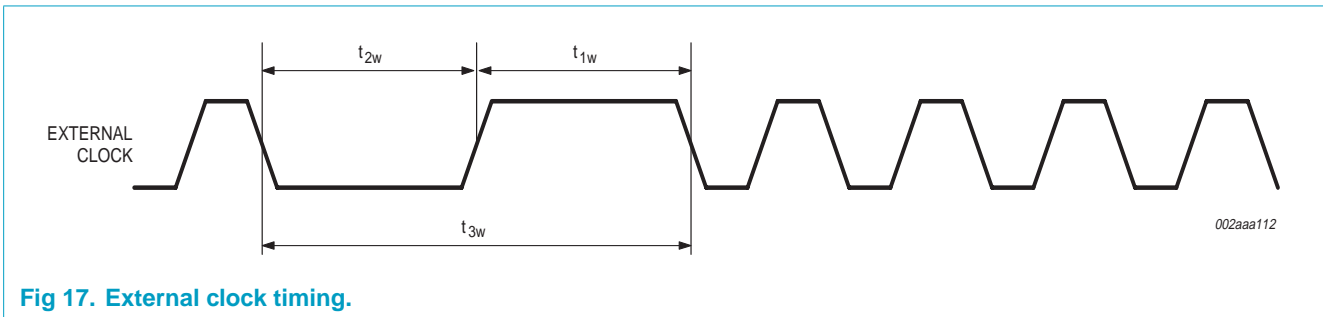 t2w
t1w
EXTERNAL
CLOCK
t3w
002aaa112
Fig 17. External clock timing.